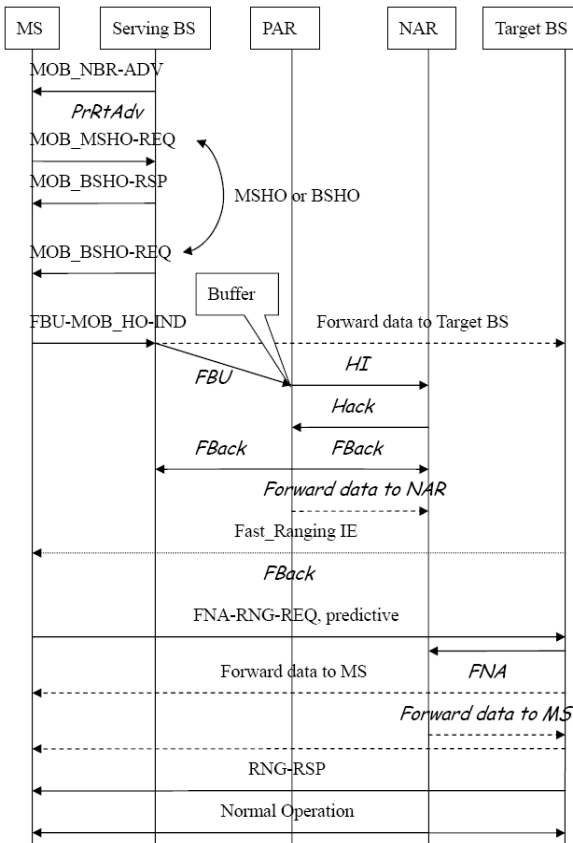 MS Serving BS PAR NAR Target BS
MOB_NBR-ADV
PrRtAdv
MOB_MSHO-REQ
MOB_BSHO-RSP
MSHO or BSHO
MOB_BSHO-REQ
Buffer
FBU-MOB_HO-IND Forward data to Target BS
FBU HI
Hack
FBack FBack
Forward data to NAR
Fast_Ranging IE
FBack
FNA-RNG-REQ, predictive
Forward data to MS FNA
Forward data to MS
RNG-RSP
Normal Operation